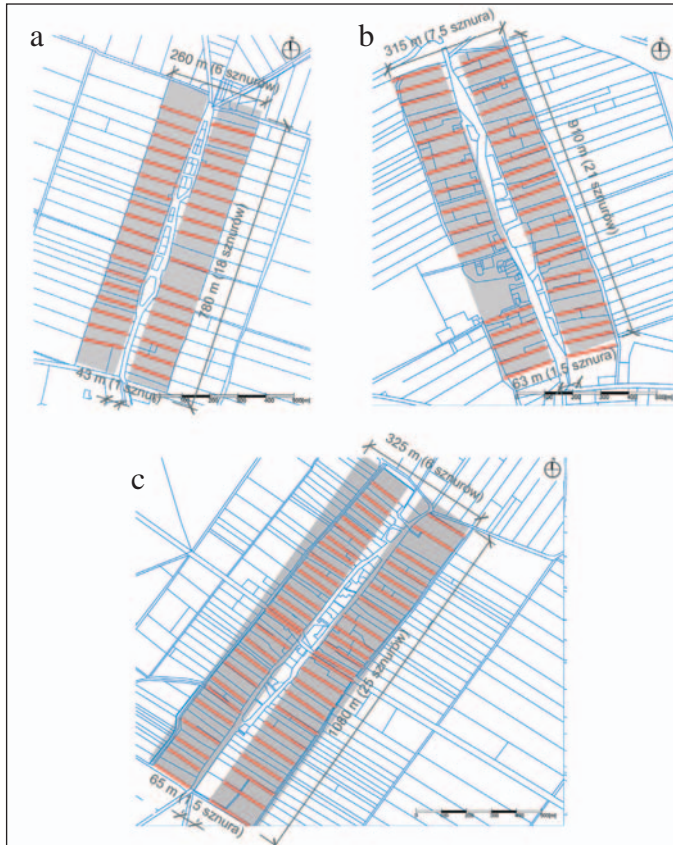 a
260 m (6 sznurów)
780 m (18 sznurów)
43 m (1 sznur)
b
315 m (7,5 sznura)
910 m (21 sznurów)
63 m (1,5 sznura)
c
325 m (6 sznurów)
1080 m (25 sznurów)
65 m (1,5 sznura)